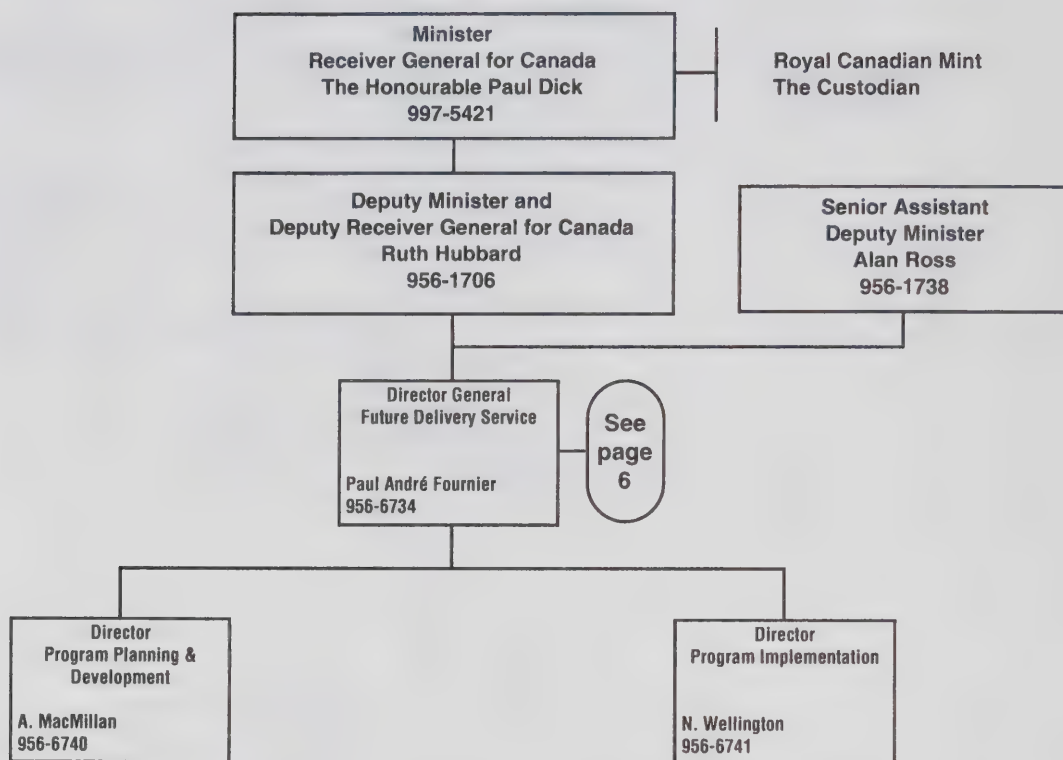 Minister
Receiver General for Canada
The Honourable Paul Dick
997-5421
Royal Canadian Mint
The Custodian
Deputy Minister and
Deputy Receiver General for Canada
Ruth Hubbard
956-1706
Senior Assistant
Deputy Minister
Alan Ross
956-1738
Director General
Future Delivery Service
Paul André Fournier
956-6734
See
page
6
Director
Program Planning &
Development
A. MacMillan
956-6740
Director
Program Implementation
N. Wellington
956-6741